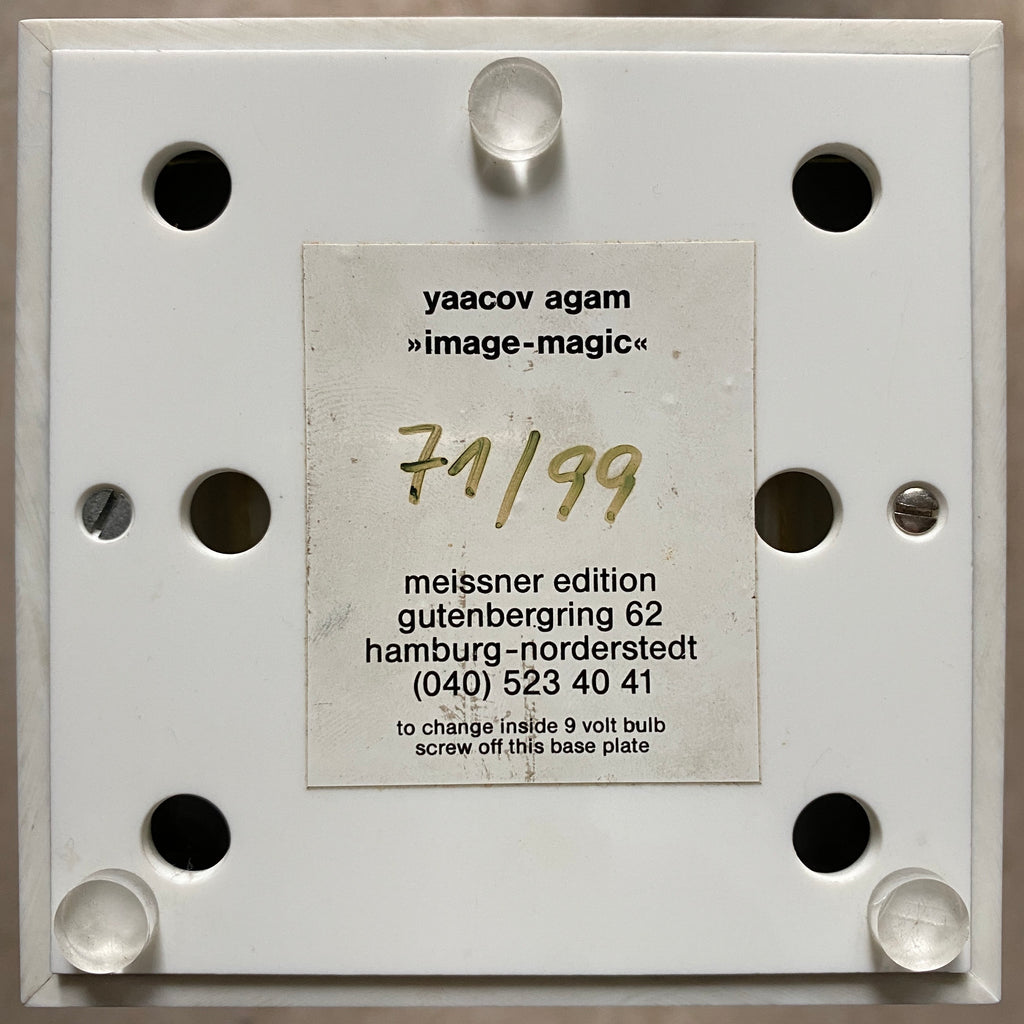 yaacov agam
»image-magic«
71/99
meissner edition
gutenbergring 62
hamburg-norderstedt
(040) 523 40 41
to change inside 9 volt bulb
screw off this base plate